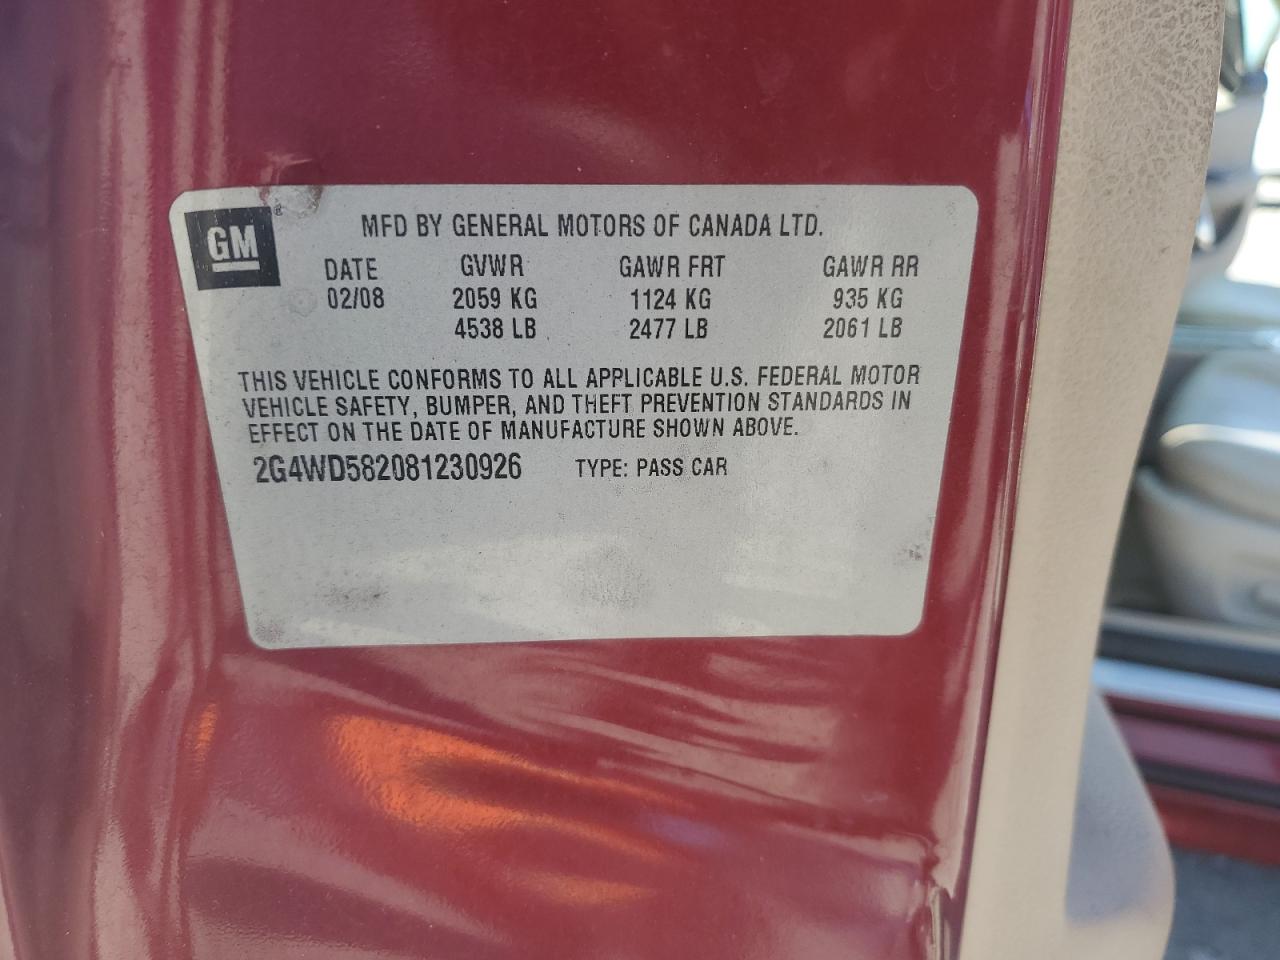 GM
MFD BY GENERAL MOTORS OF CANADA LTD.
DATE GVWR GAWR FRT GAWR RR
02/08 2059 KG 1124 KG 935 KG
4538 LB 2477 LB 2061 LB
THIS VEHICLE CONFORMS TO ALL APPLICABLE U.S. FEDERAL MOTOR
VEHICLE SAFETY, BUMPER, AND THEFT PREVENTION STANDARDS IN
EFFECT ON THE DATE OF MANUFACTURE SHOWN ABOVE.
2G4WD582081230926 TYPE: PASS CAR